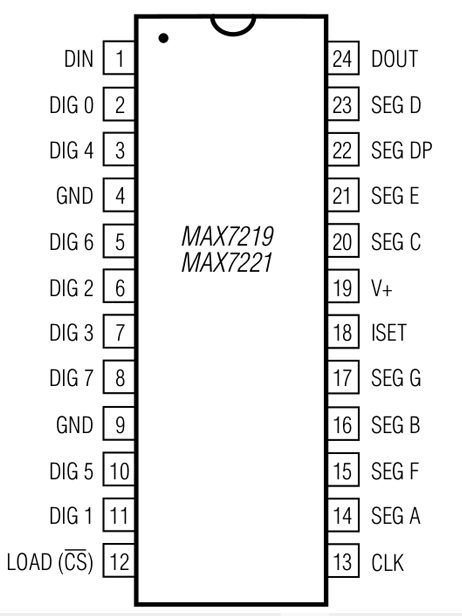 DIN 1 24 DOUT
DIG 0 2 23 SEG D
DIG 4 3 22 SEG DP
GND 4 21 SEG E
DIG 6 5 MAX7219 20 SEG C
MAX7221
DIG 2 6 19 V+
DIG 3 7 18 ISET
DIG 7 8 17 SEG G
GND 9 16 SEG B
DIG 5 10 15 SEG F
DIG 1 11 14 SEG A
LOAD (C̅S̅) 12 13 CLK